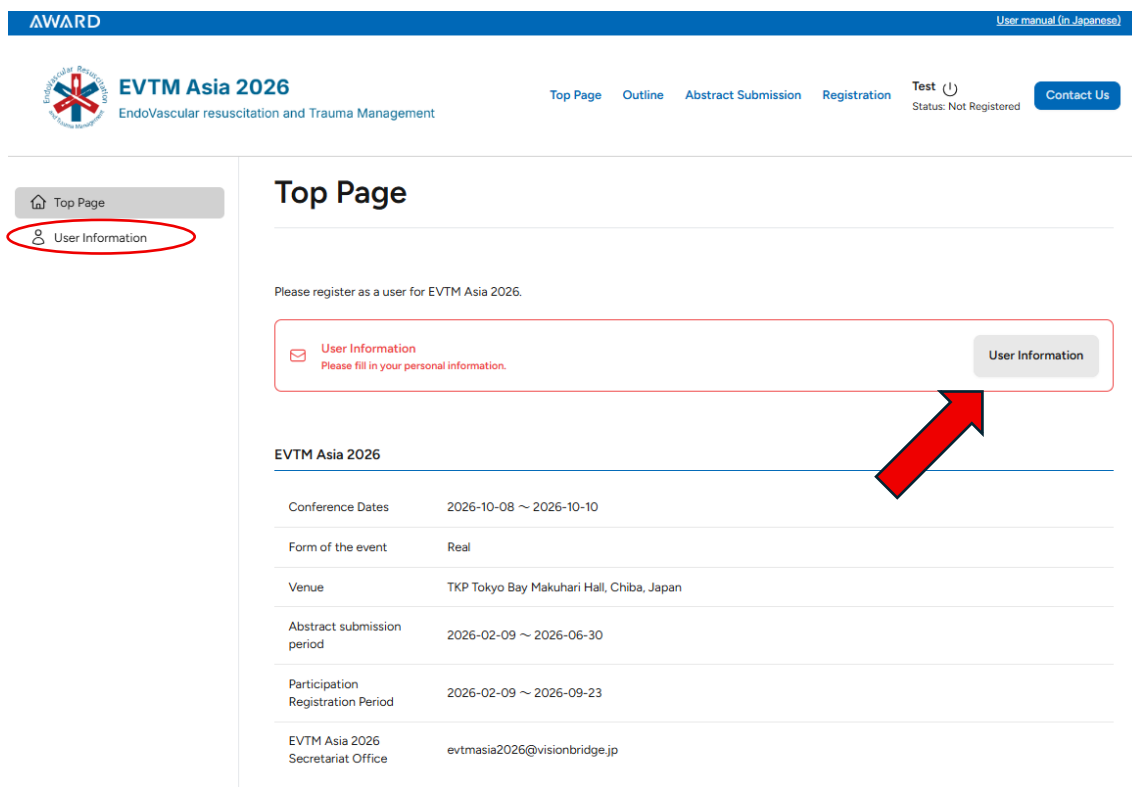 AWARD
User manual (in Japanese)
EndoVascular Resuscitation and Trauma Management
EVTM Asia 2026
EndoVascular resuscitation and Trauma Management
Top Page
Outline
Abstract Submission
Registration
Test
Status: Not Registered
Contact Us
Top Page
User Information
Top Page
Please register as a user for EVTM Asia 2026.
User Information
Please fill in your personal information.
User Information
EVTM Asia 2026
Conference Dates 2026-10-08 ～ 2026-10-10
Form of the event Real
Venue TKP Tokyo Bay Makuhari Hall, Chiba, Japan
Abstract submission
period
2026-02-09 ～ 2026-06-30
Participation
Registration Period
2026-02-09 ～ 2026-09-23
EVTM Asia 2026
Secretariat Office
evtmasia2026@visionbridge.jp